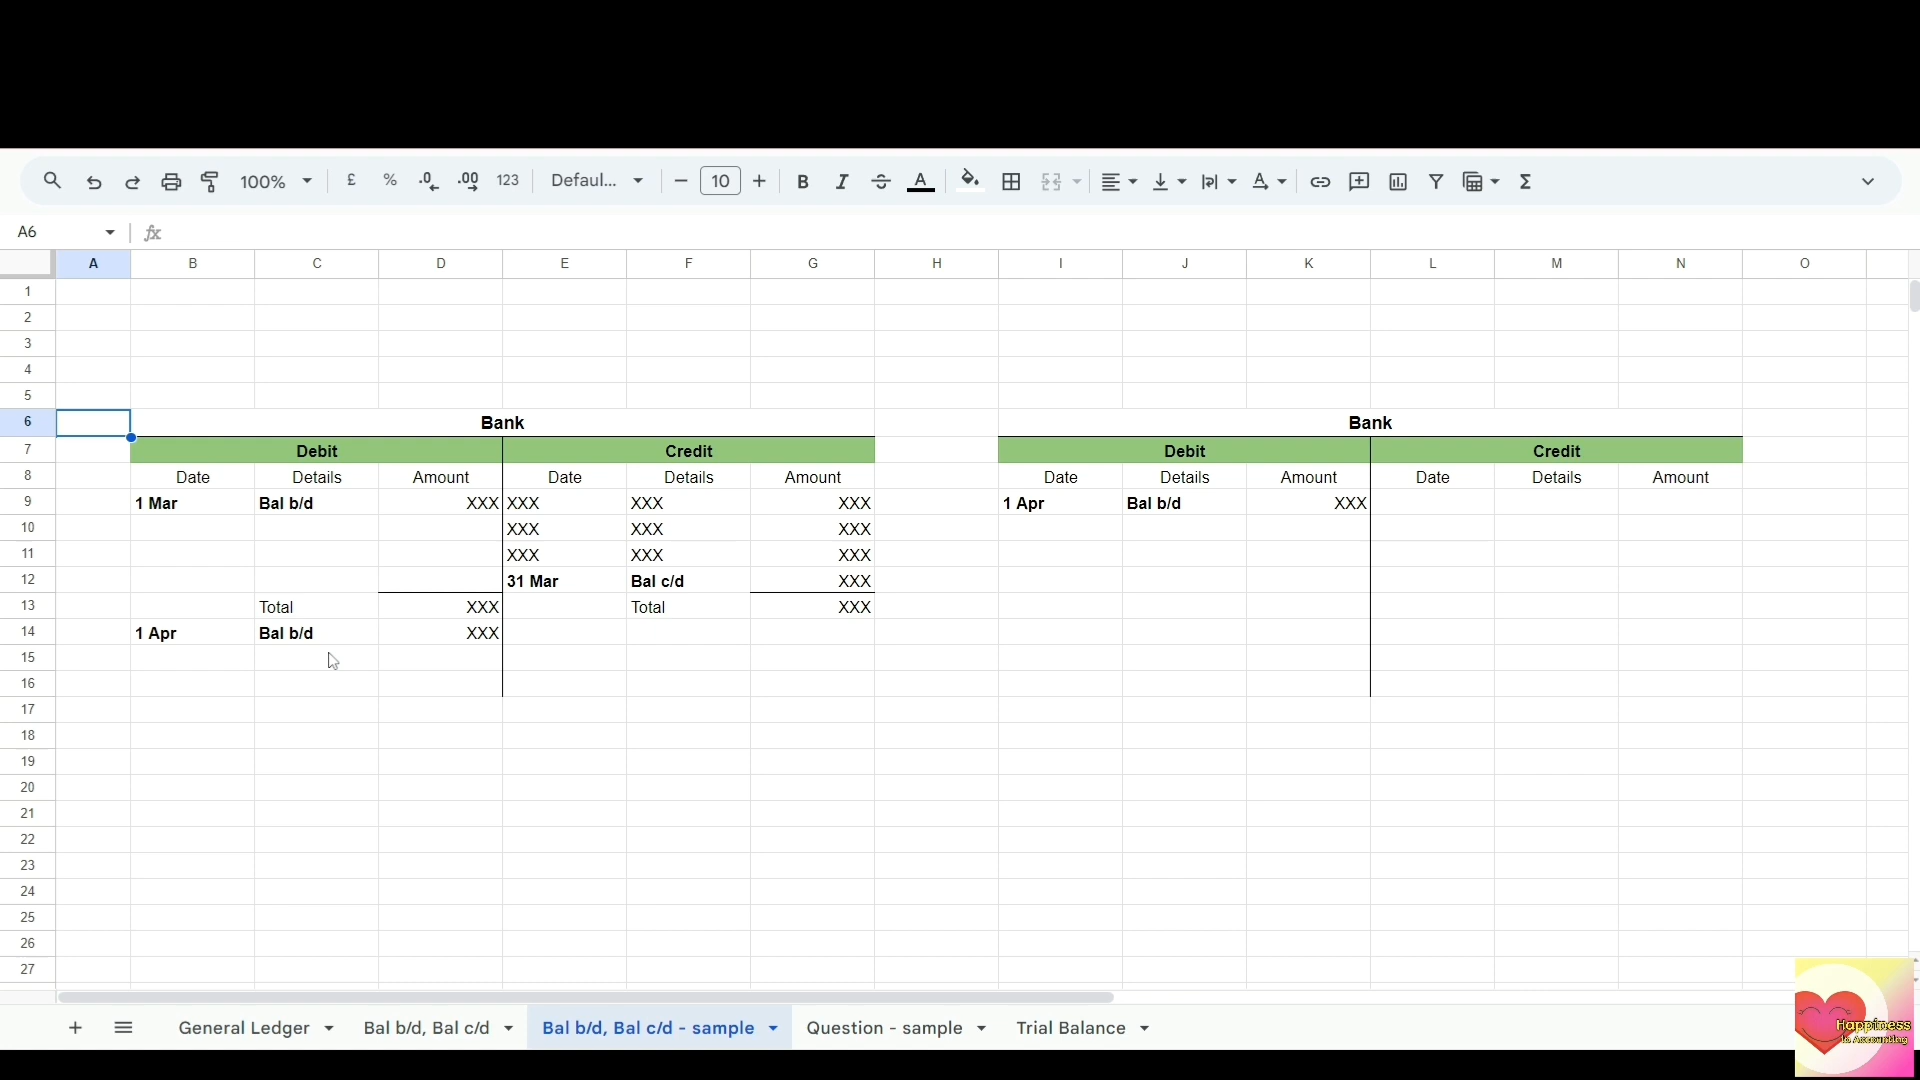 100% £ % .0 .00 123 Defaul... 10 B I A A Σ
A6 fx
A B C D E F G H I J K L M N O
1
2
3
4
5
6 Bank Bank
7 Debit Credit Debit Credit
8 Date Details Amount Date Details Amount Date Details Amount Date Details Amount
9 1 Mar Bal b/d XXX XXX XXX XXX 1 Apr Bal b/d XXX
10 XXX XXX XXX
11 XXX XXX XXX
12 31 Mar Bal c/d XXX
13 Total XXX Total XXX
14 1 Apr Bal b/d XXX
15
16
17
18
19
20
21
22
23
24
25
26
27
General Ledger Bal b/d, Bal c/d Bal b/d, Bal c/d - sample Question - sample Trial Balance
Happiness
in Accounting